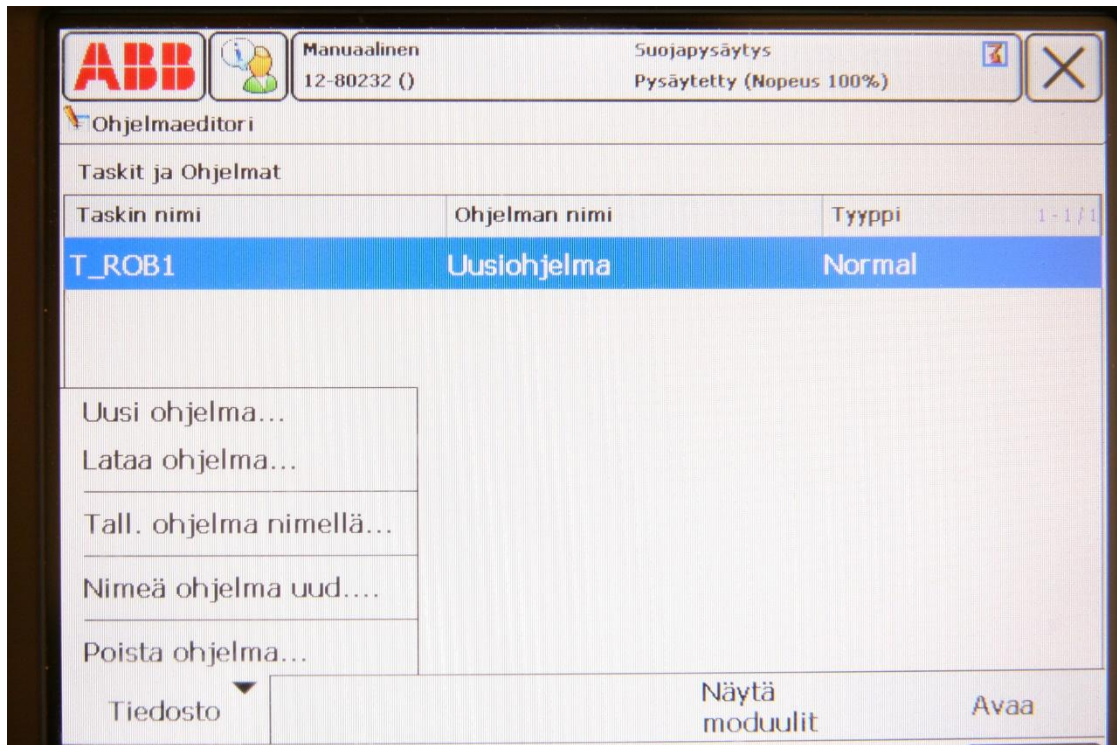 ABB
Manuaalinen
12-80232 ()
Suojapysäytys
Pysäytetty (Nopeus 100%)
Ohjelmaeditori
Taskit ja Ohjelmat
Taskin nimi Ohjelman nimi Tyyppi 1-1/1
T_ROB1 Uusiohjelma Normal
Uusi ohjelma...
Lataa ohjelma...
Tall. ohjelma nimellä...
Nimeä ohjelma uud....
Poista ohjelma...
Tiedosto
Näytä
moduulit
Avaa